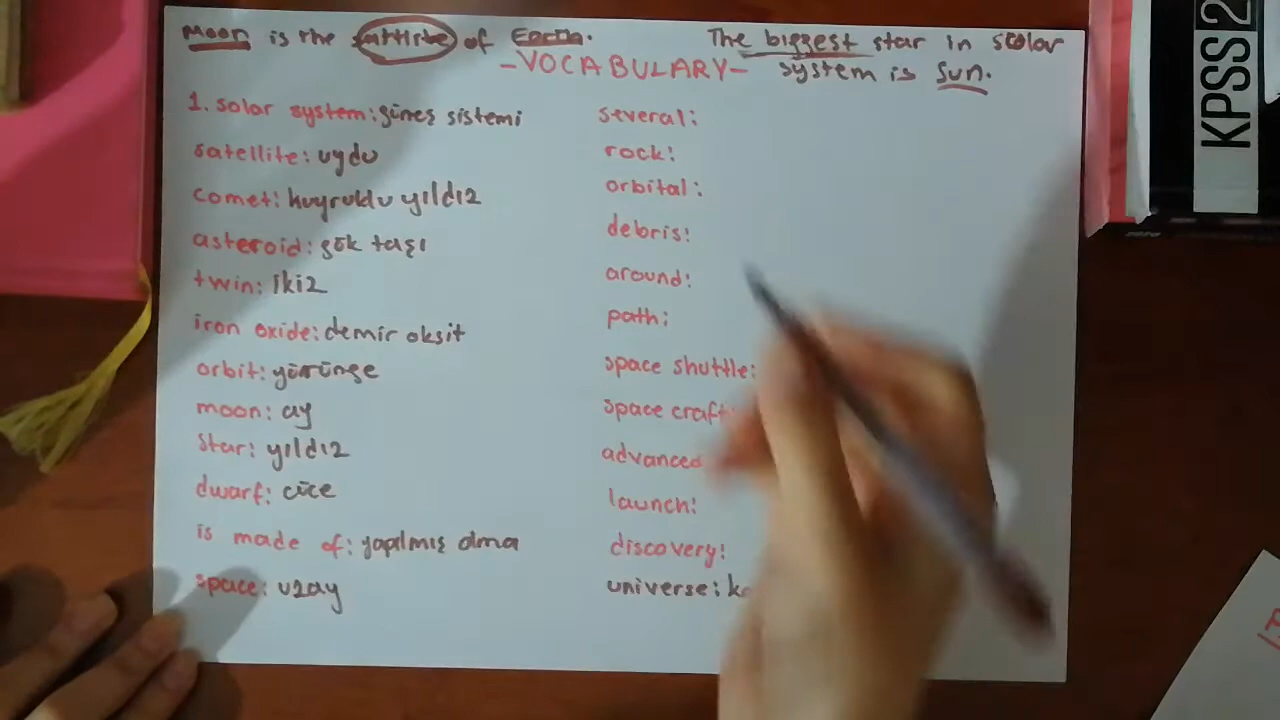 Moon is the of Earth.
The biggest star in solar
system is Sun.
-VOCABULARY-
1. solar system: güneş sistemi
satellite: uydu
comet: kuyruklu yıldız
asteroid: gök taşı
twin: ikiz
iron oxide: demir oksit
orbit: yörünge
moon: ay
star: yıldız
dwarf: cüce
is made of: yapılmış olma
space: uzay
several:
rock:
orbital:
debris:
around:
path:
space shuttle:
space craft:
advanced
launch:
discovery:
universe:
KPSS2